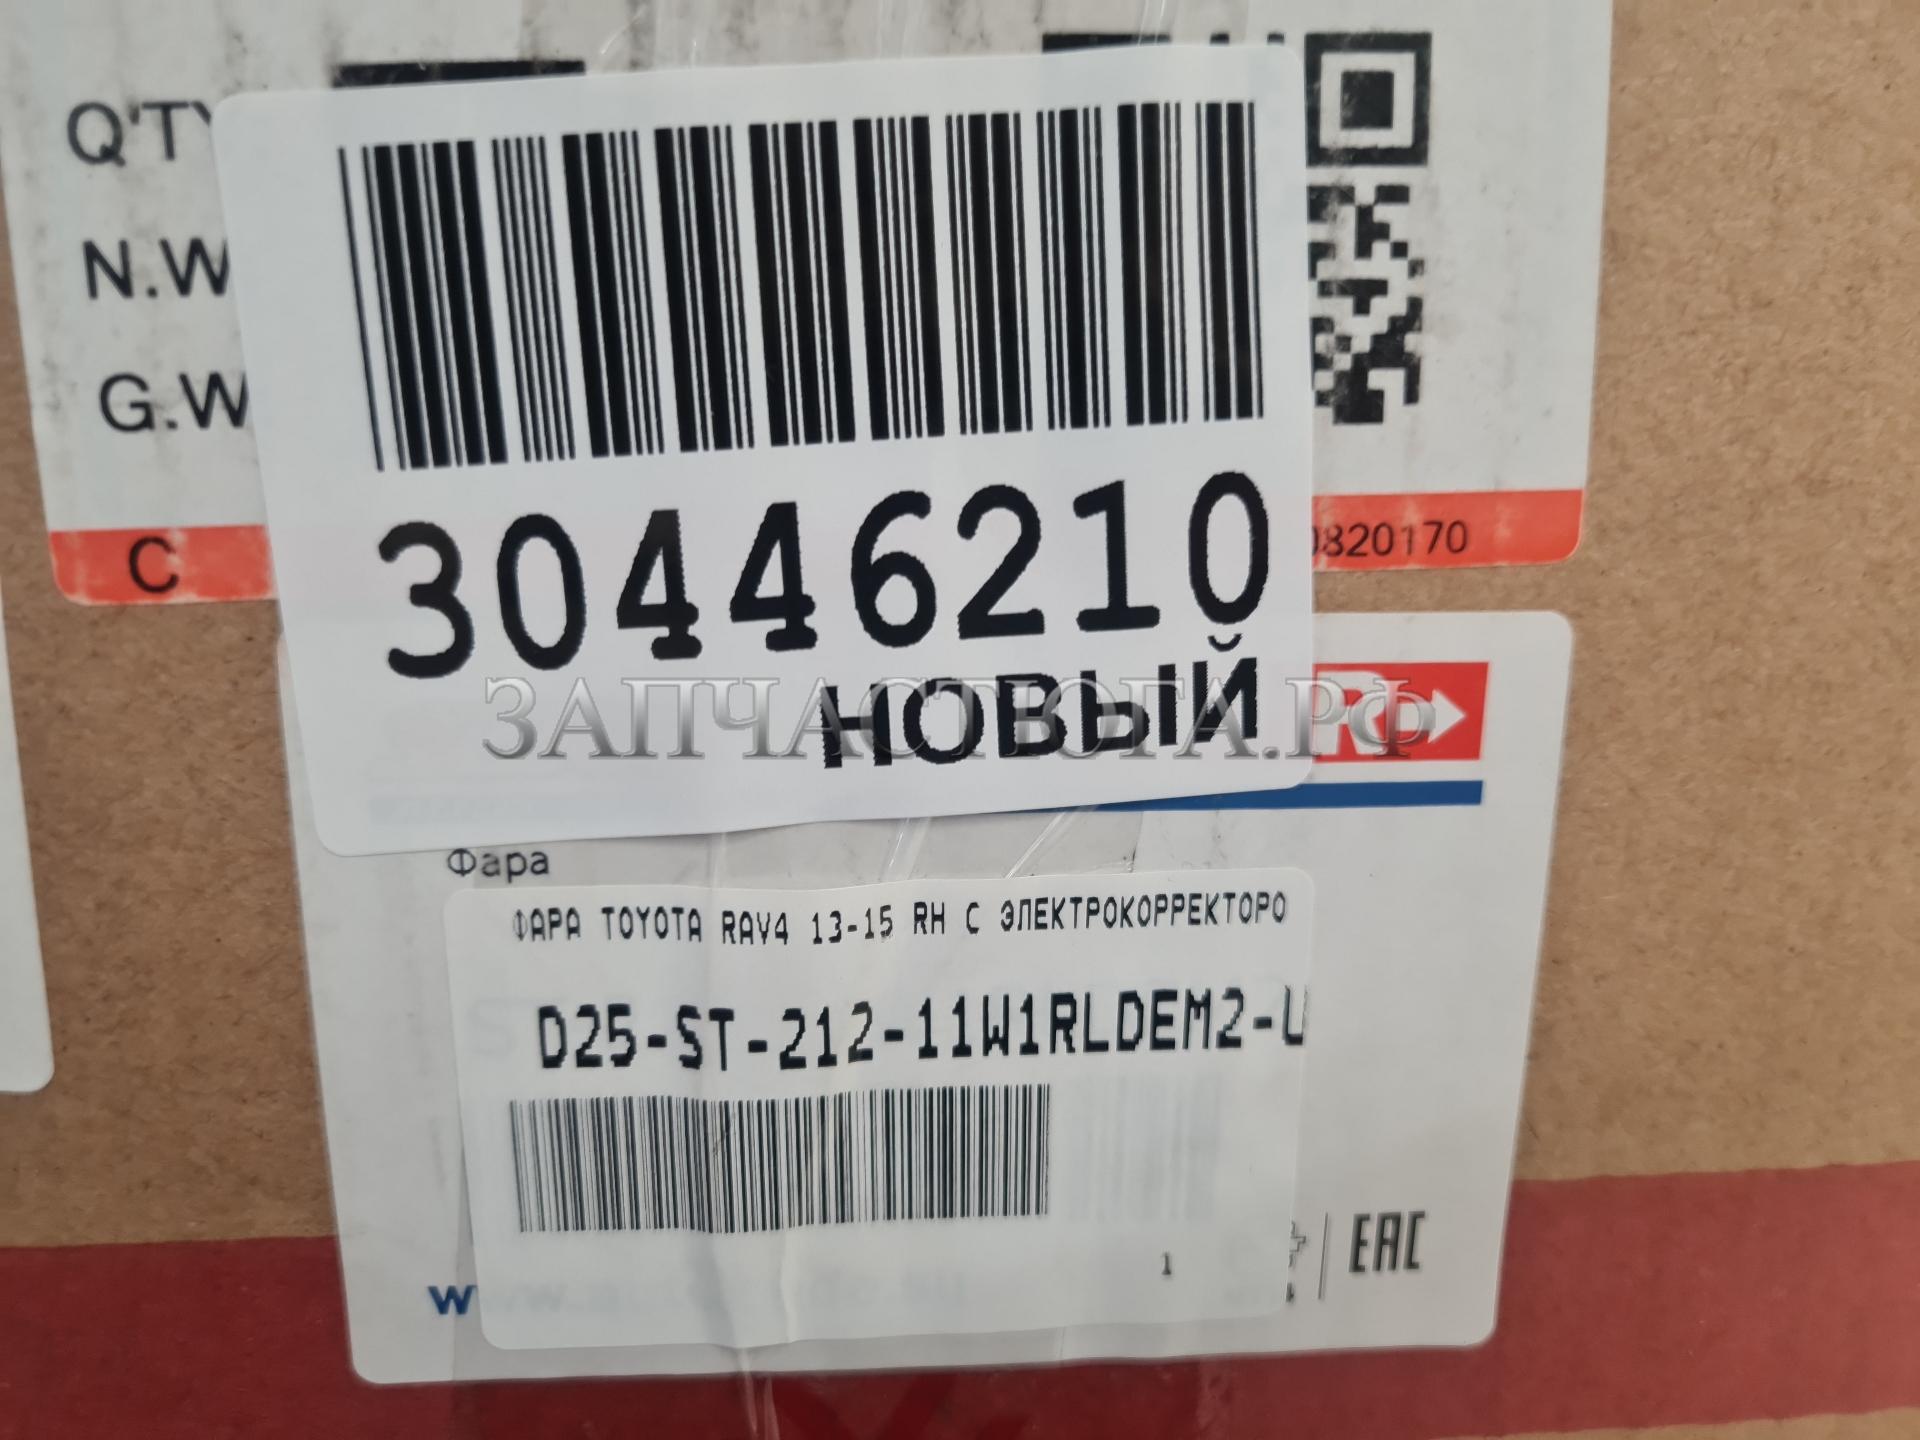 Q'TY
N.W
G.W
C
0820170
30446210
НОВЫЙ
ЗАПЧАСТЮГА.РФ
Фара
ФАРА TOYOTA RAV4 13-15 RH С ЭЛЕКТРОКОРРЕКТОРО
D25-ST-212-11W1RLDEM2-U
1
EAC